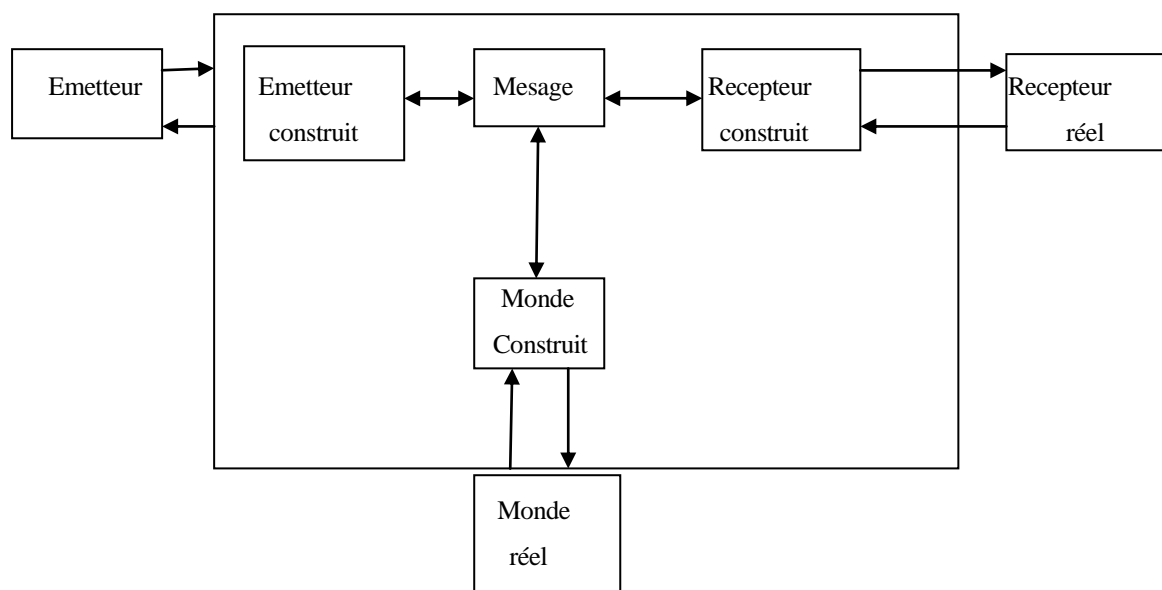 Emetteur
Emetteur
construit
Mesage
Recepteur
construit
Recepteur
réel
Monde
Construit
Monde
réel